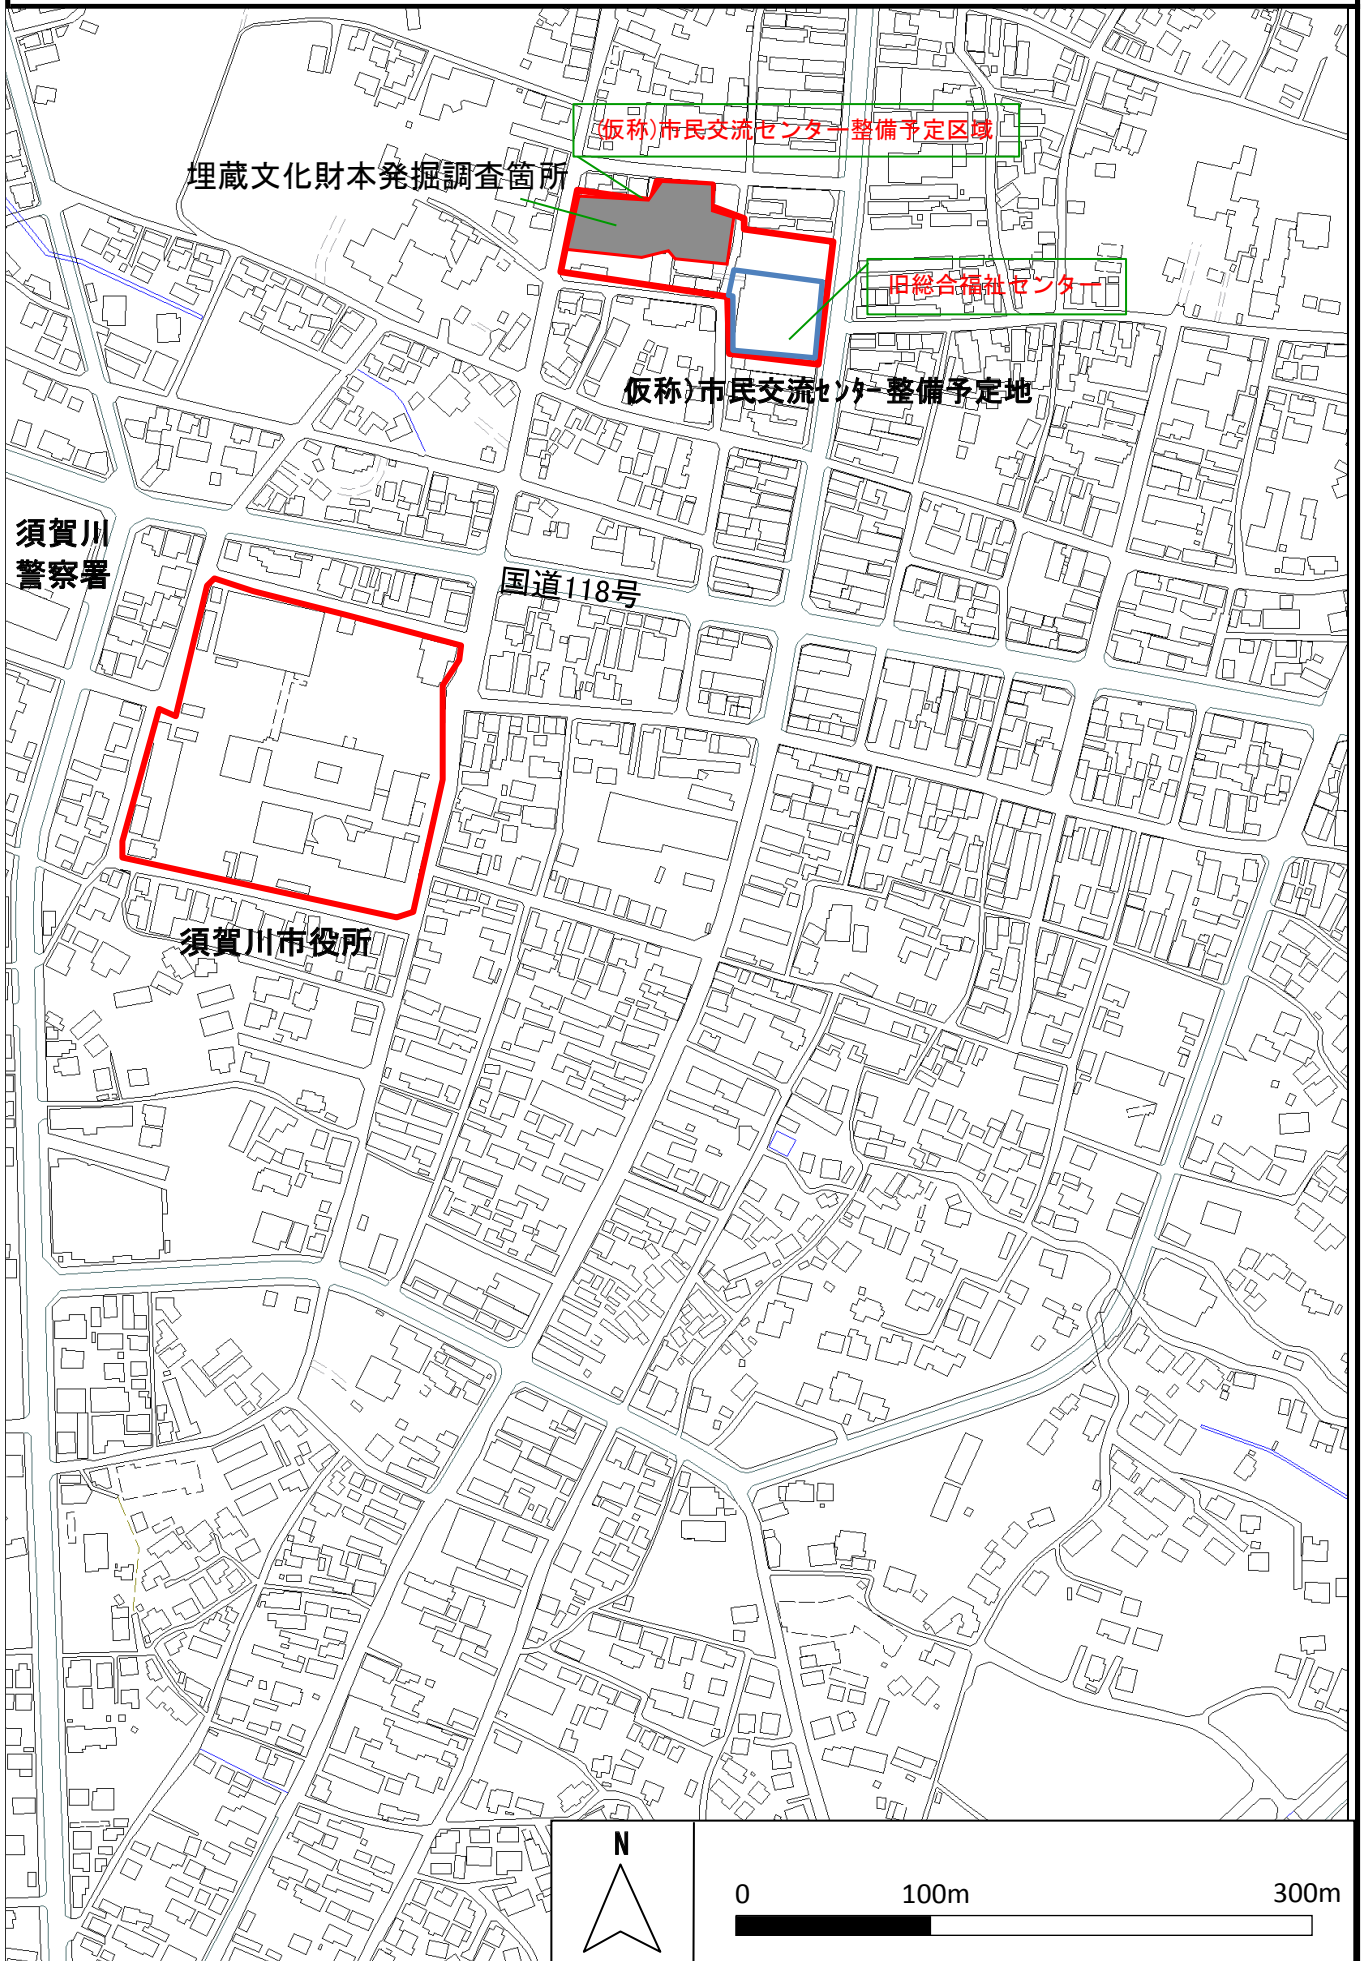 (仮称)市民交流センター整備予定区域
埋蔵文化財本発掘調査箇所
旧総合福祉センター
仮称)市民交流ｾﾝﾀｰ整備予定地
須賀川
警察署
国道118号
須賀川市役所
N
0 100m 300m